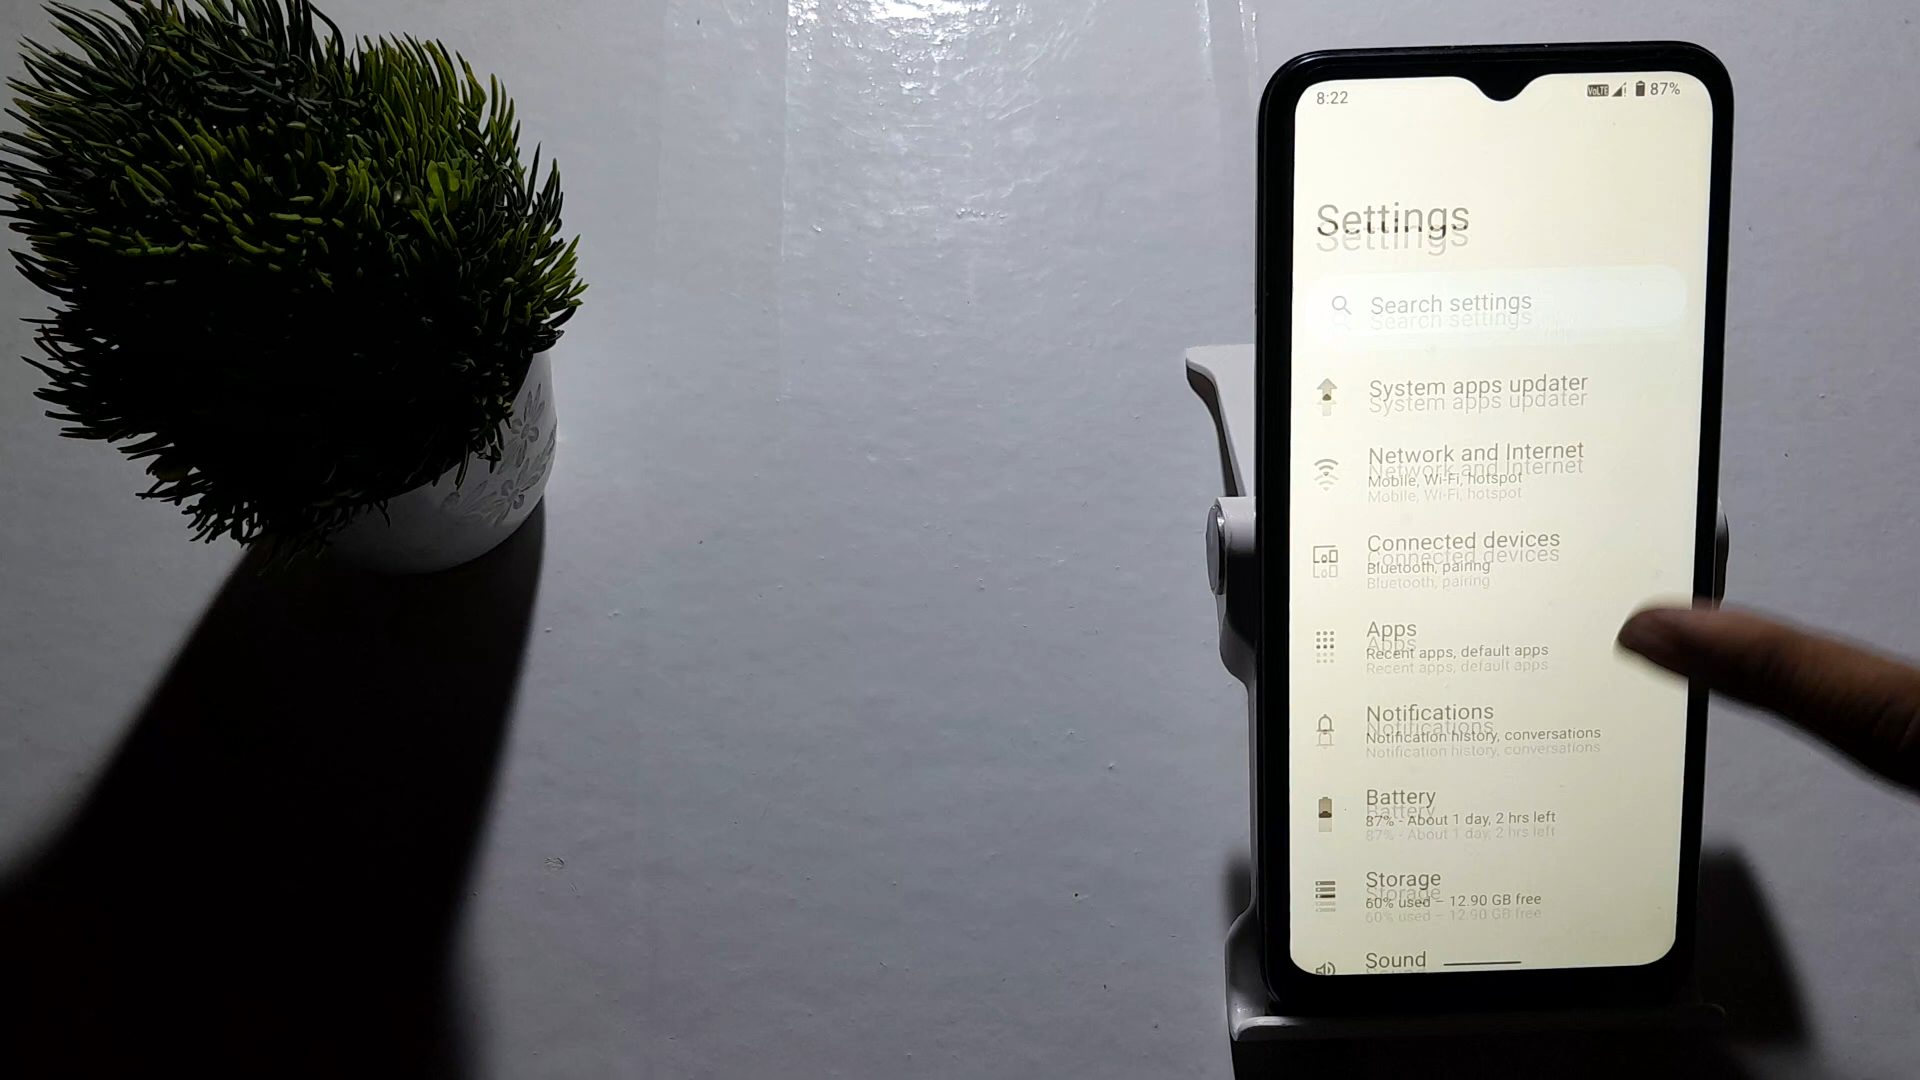 8:22
VoLTE 87%
Settings
Search settings
System apps updater
Network and Internet
Mobile, Wi-Fi, hotspot
Connected devices
Bluetooth, pairing
Apps
Recent apps, default apps
Notifications
Notification history, conversations
Battery
87% - About 1 day, 2 hrs left
Storage
60% used – 12.90 GB free
Sound